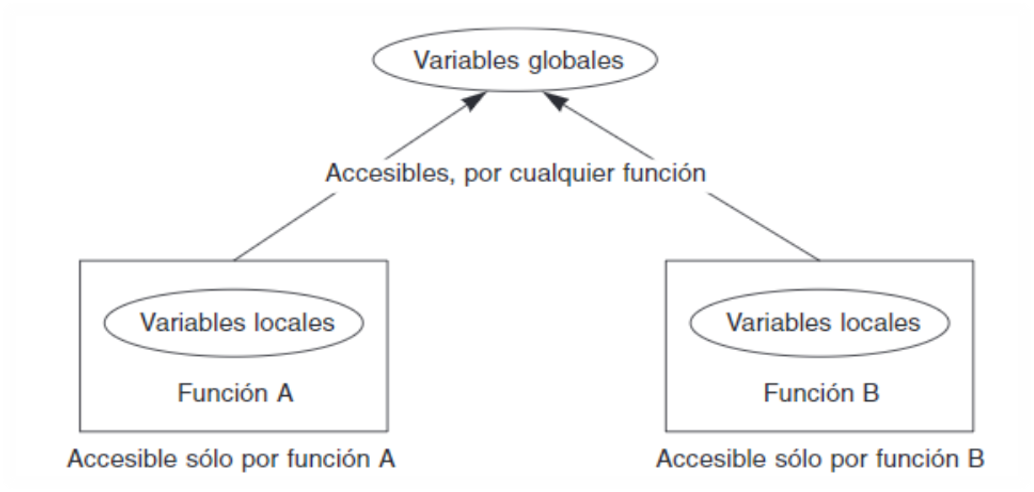 Variables globales
Accesibles, por cualquier función
Variables locales
Función A
Accesible sólo por función A
Variables locales
Función B
Accesible sólo por función B